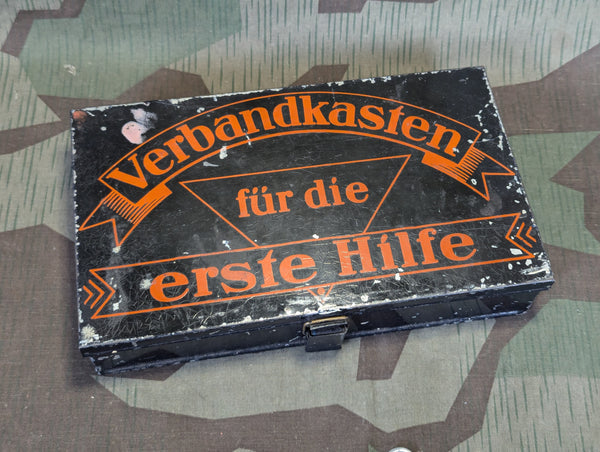 Verbandkasten
für die
erste Hilfe